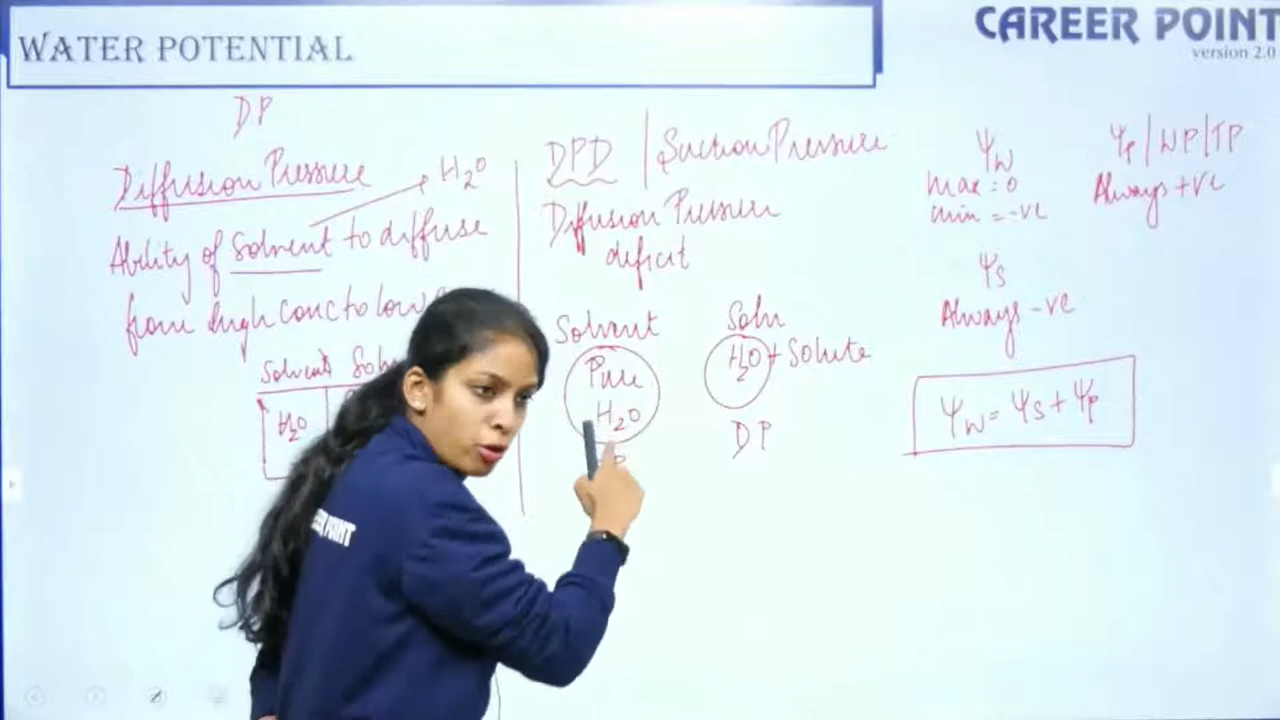 WATER POTENTIAL
CAREER POINT
version 2.0
DP
Diffusion Pressure
H2O
Ability of Solvent to diffuse
from high conc to low
Solvent Soln
H2O
DPD | Suction Pressure
Diffusion Pressure
deficit
Solvent
Pure
H2O
Soln
H2O + Solute
DP
Ψw
max = 0
min = -ve
Ψp | WP | TP
Always +ve
Ψs
Always -ve
Ψw = Ψs + Ψp
ER POINT